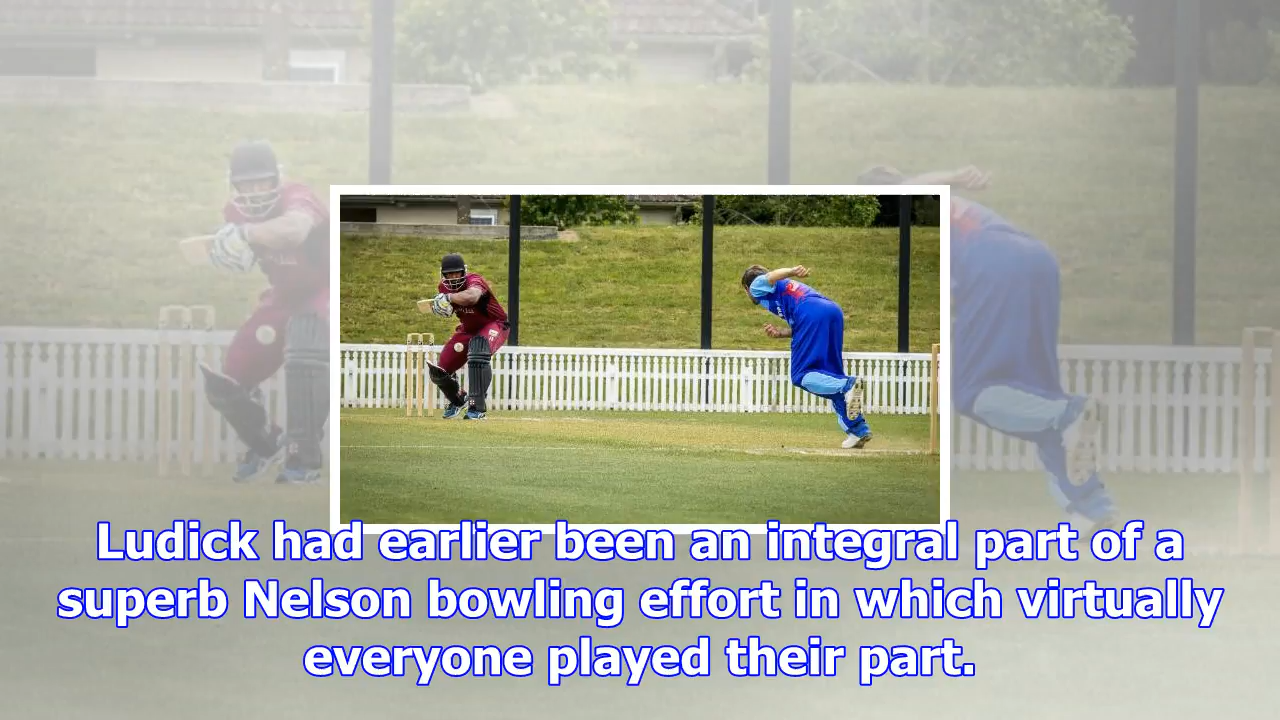 Ludick had earlier been an integral part of a
superb Nelson bowling effort in which virtually
everyone played their part.